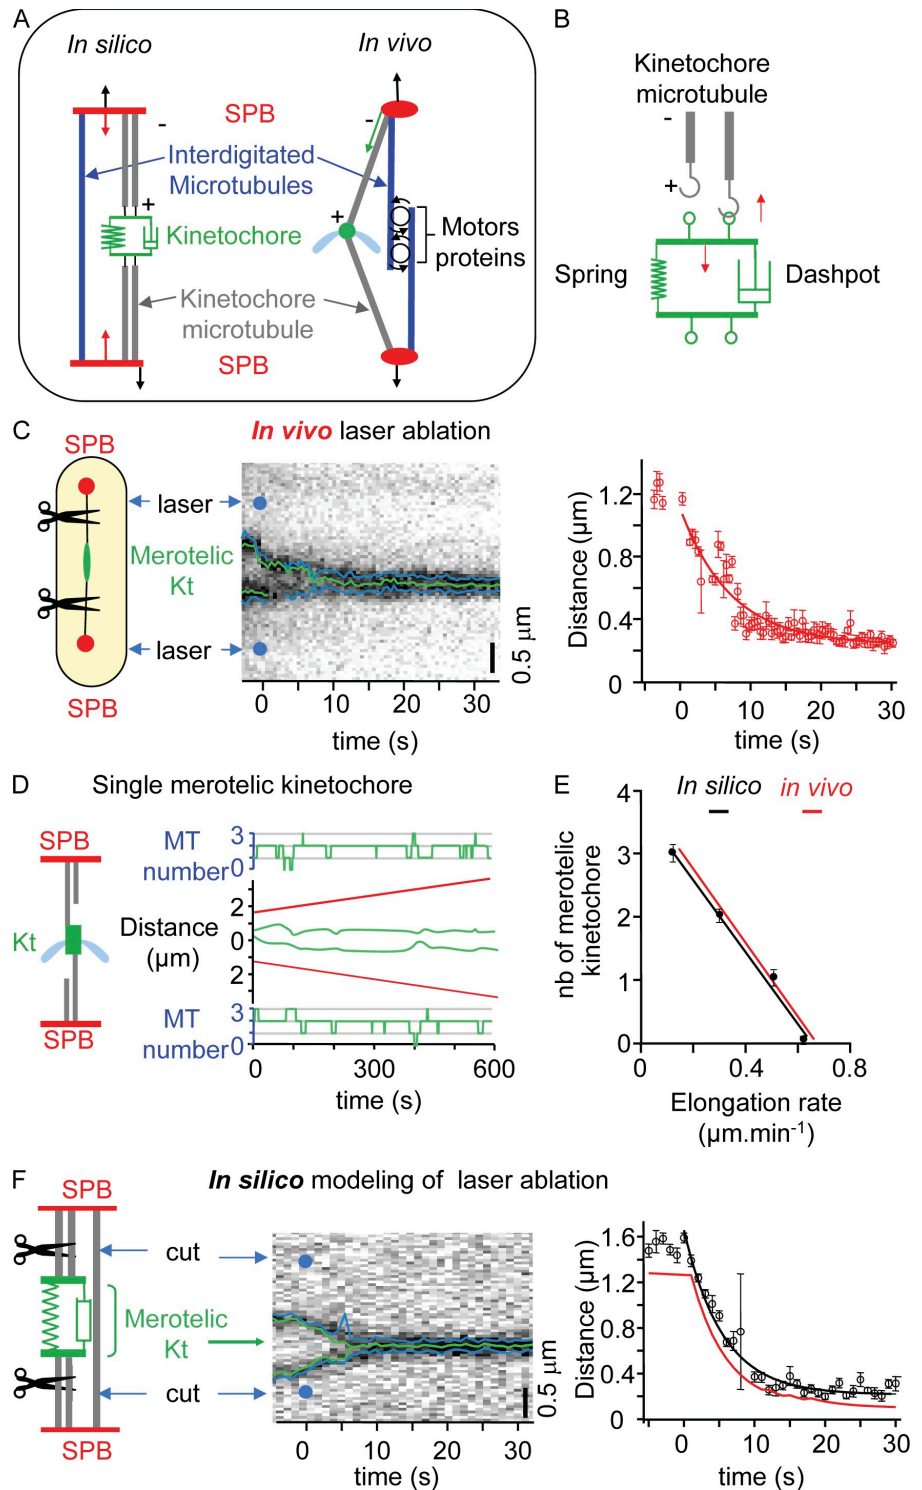 A
In silico
In vivo
SPB
Interdigitated
Microtubules
Kinetochore
Kinetochore
microtubule
SPB
Motors
proteins
-
+
-
+
B
Kinetochore
microtubule
-
+
Spring
Dashpot
C
In vivo laser ablation
SPB
laser
Merotelic
Kt
laser
SPB
0.5 µm
0 10 20 30
time (s)
Distance (µm)
1.2
0.8
0.4
0
0 10 20 30
time (s)
D
Single merotelic kinetochore
SPB
Kt
SPB
MT
number
3
0
Distance
(µm)
2
0
2
MT
number
3
0
0 300 600
time (s)
E
In silico
in vivo
nb of merotelic
kinetochore
4
3
2
1
0
0 0.4 0.8
Elongation rate
(µm.min-1)
F
In silico modeling of laser ablation
SPB
cut
Merotelic
Kt
cut
SPB
0.5 µm
0 10 20 30
time (s)
Distance (µm)
1.6
1.2
0.8
0.4
0
0 10 20 30
time (s)